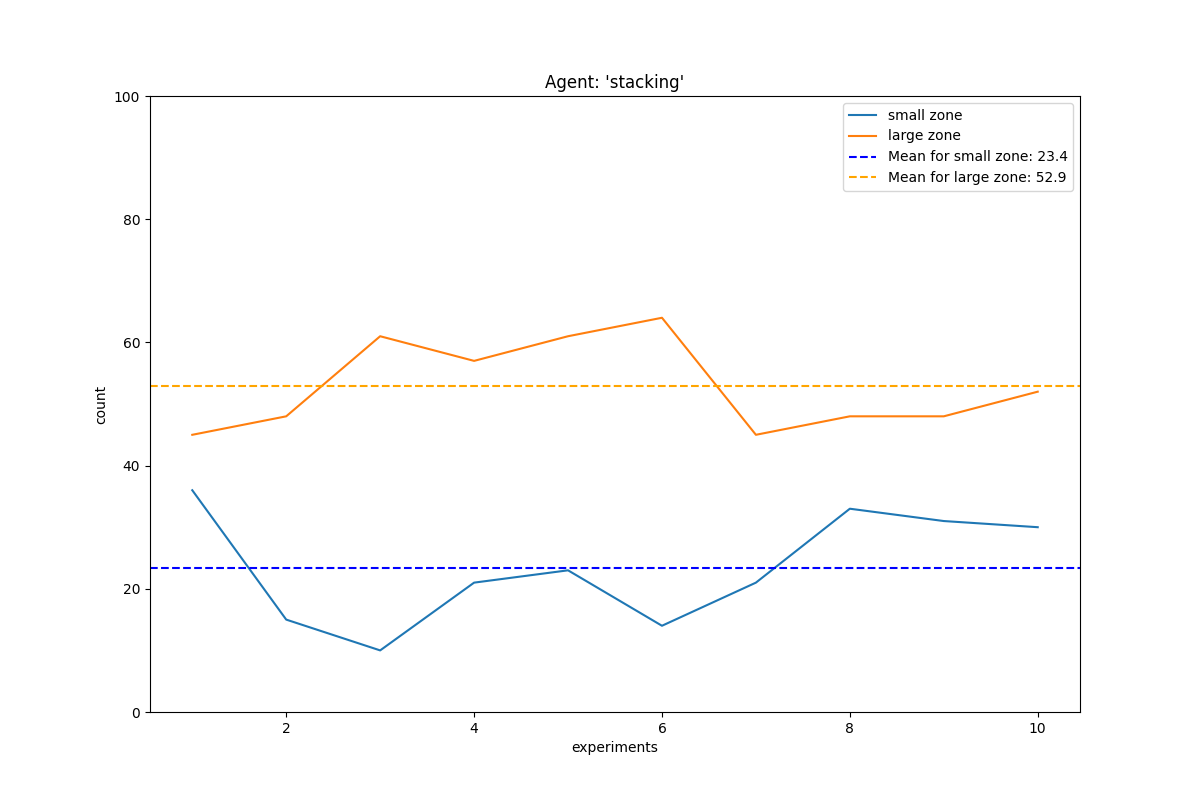 Agent: 'stacking'
small zone
large zone
Mean for small zone: 23.4
Mean for large zone: 52.9
100
80
60
40
20
0
count
2 4 6 8 10
experiments